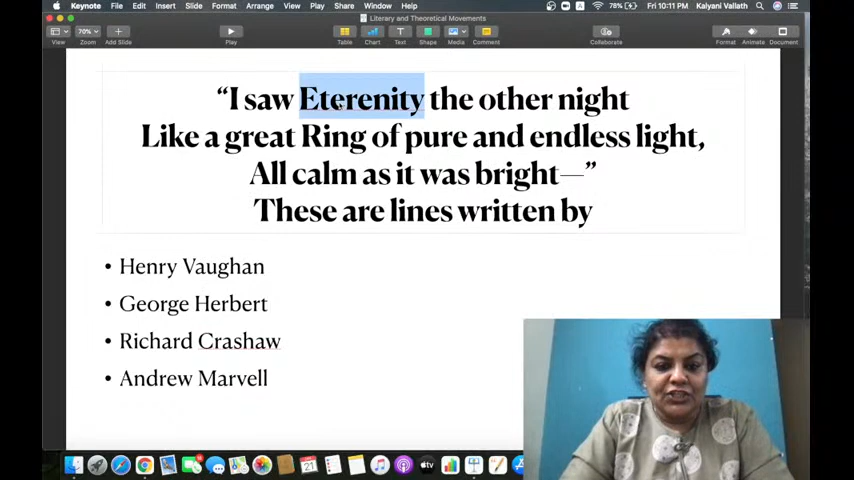 Keynote File Edit Insert Slide Format Arrange View Play Share Window Help 78% Fri 10:11 PM Kalyani Vallath
Literary and Theoretical Movements
70%
View Zoom Add Slide Play Table Chart Text Shape Media Comment Collaborate Format Animate Document
“I saw Eterenity the other night
Like a great Ring of pure and endless light,
All calm as it was bright—”
These are lines written by
• Henry Vaughan
• George Herbert
• Richard Crashaw
• Andrew Marvell
21
tv